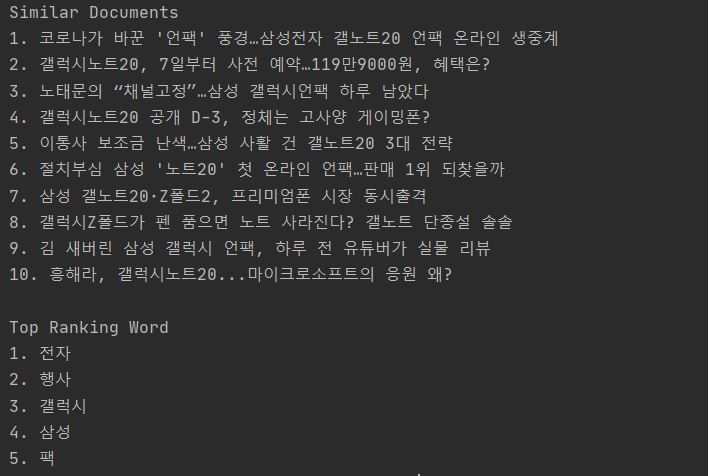 Similar Documents
1. 코로나가 바꾼 '언팩' 풍경…삼성전자 갤노트20 언팩 온라인 생중계
2. 갤럭시노트20, 7일부터 사전 예약…119만9000원, 혜택은?
3. 노태문의 “채널고정”…삼성 갤럭시언팩 하루 남았다
4. 갤럭시노트20 공개 D-3, 정체는 고사양 게이밍폰?
5. 이통사 보조금 난색…삼성 사활 건 갤노트20 3대 전략
6. 절치부심 삼성 '노트20' 첫 온라인 언팩…판매 1위 되찾을까
7. 삼성 갤노트20·Z폴드2, 프리미엄폰 시장 동시출격
8. 갤럭시Z폴드가 펜 품으면 노트 사라진다? 갤노트 단종설 솔솔
9. 김 새버린 삼성 갤럭시 언팩, 하루 전 유튜버가 실물 리뷰
10. 흥해라, 갤럭시노트20...마이크로소프트의 응원 왜?
Top Ranking Word
1. 전자
2. 행사
3. 갤럭시
4. 삼성
5. 팩